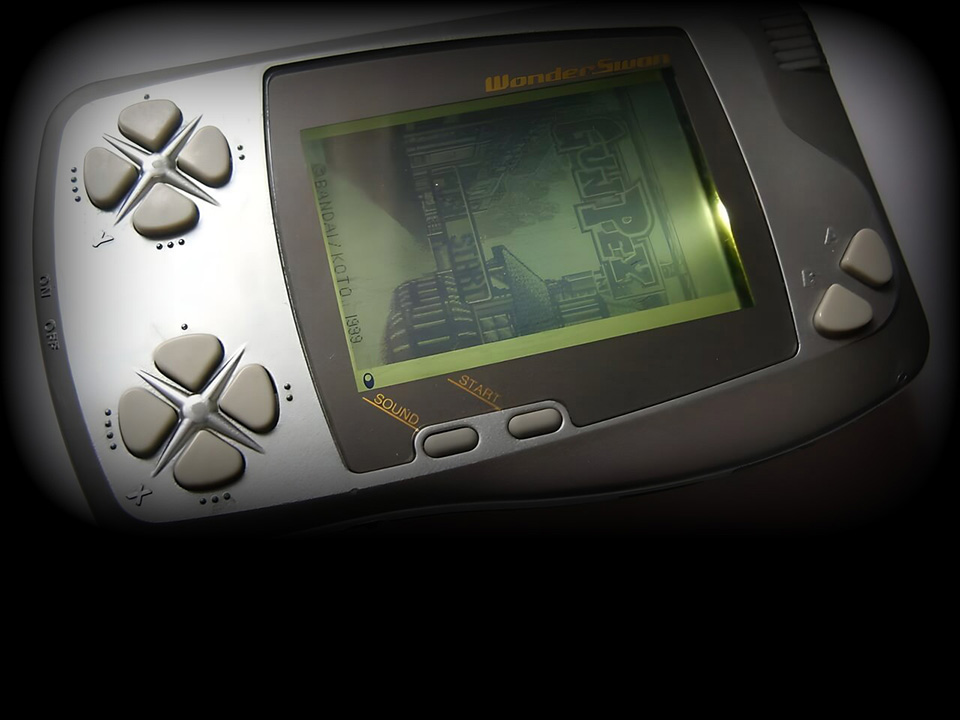 WonderSwan
GUNPEY
START
© BANDAI/KOTO 1999
START
SOUND
A
B
Y
X
ON OFF